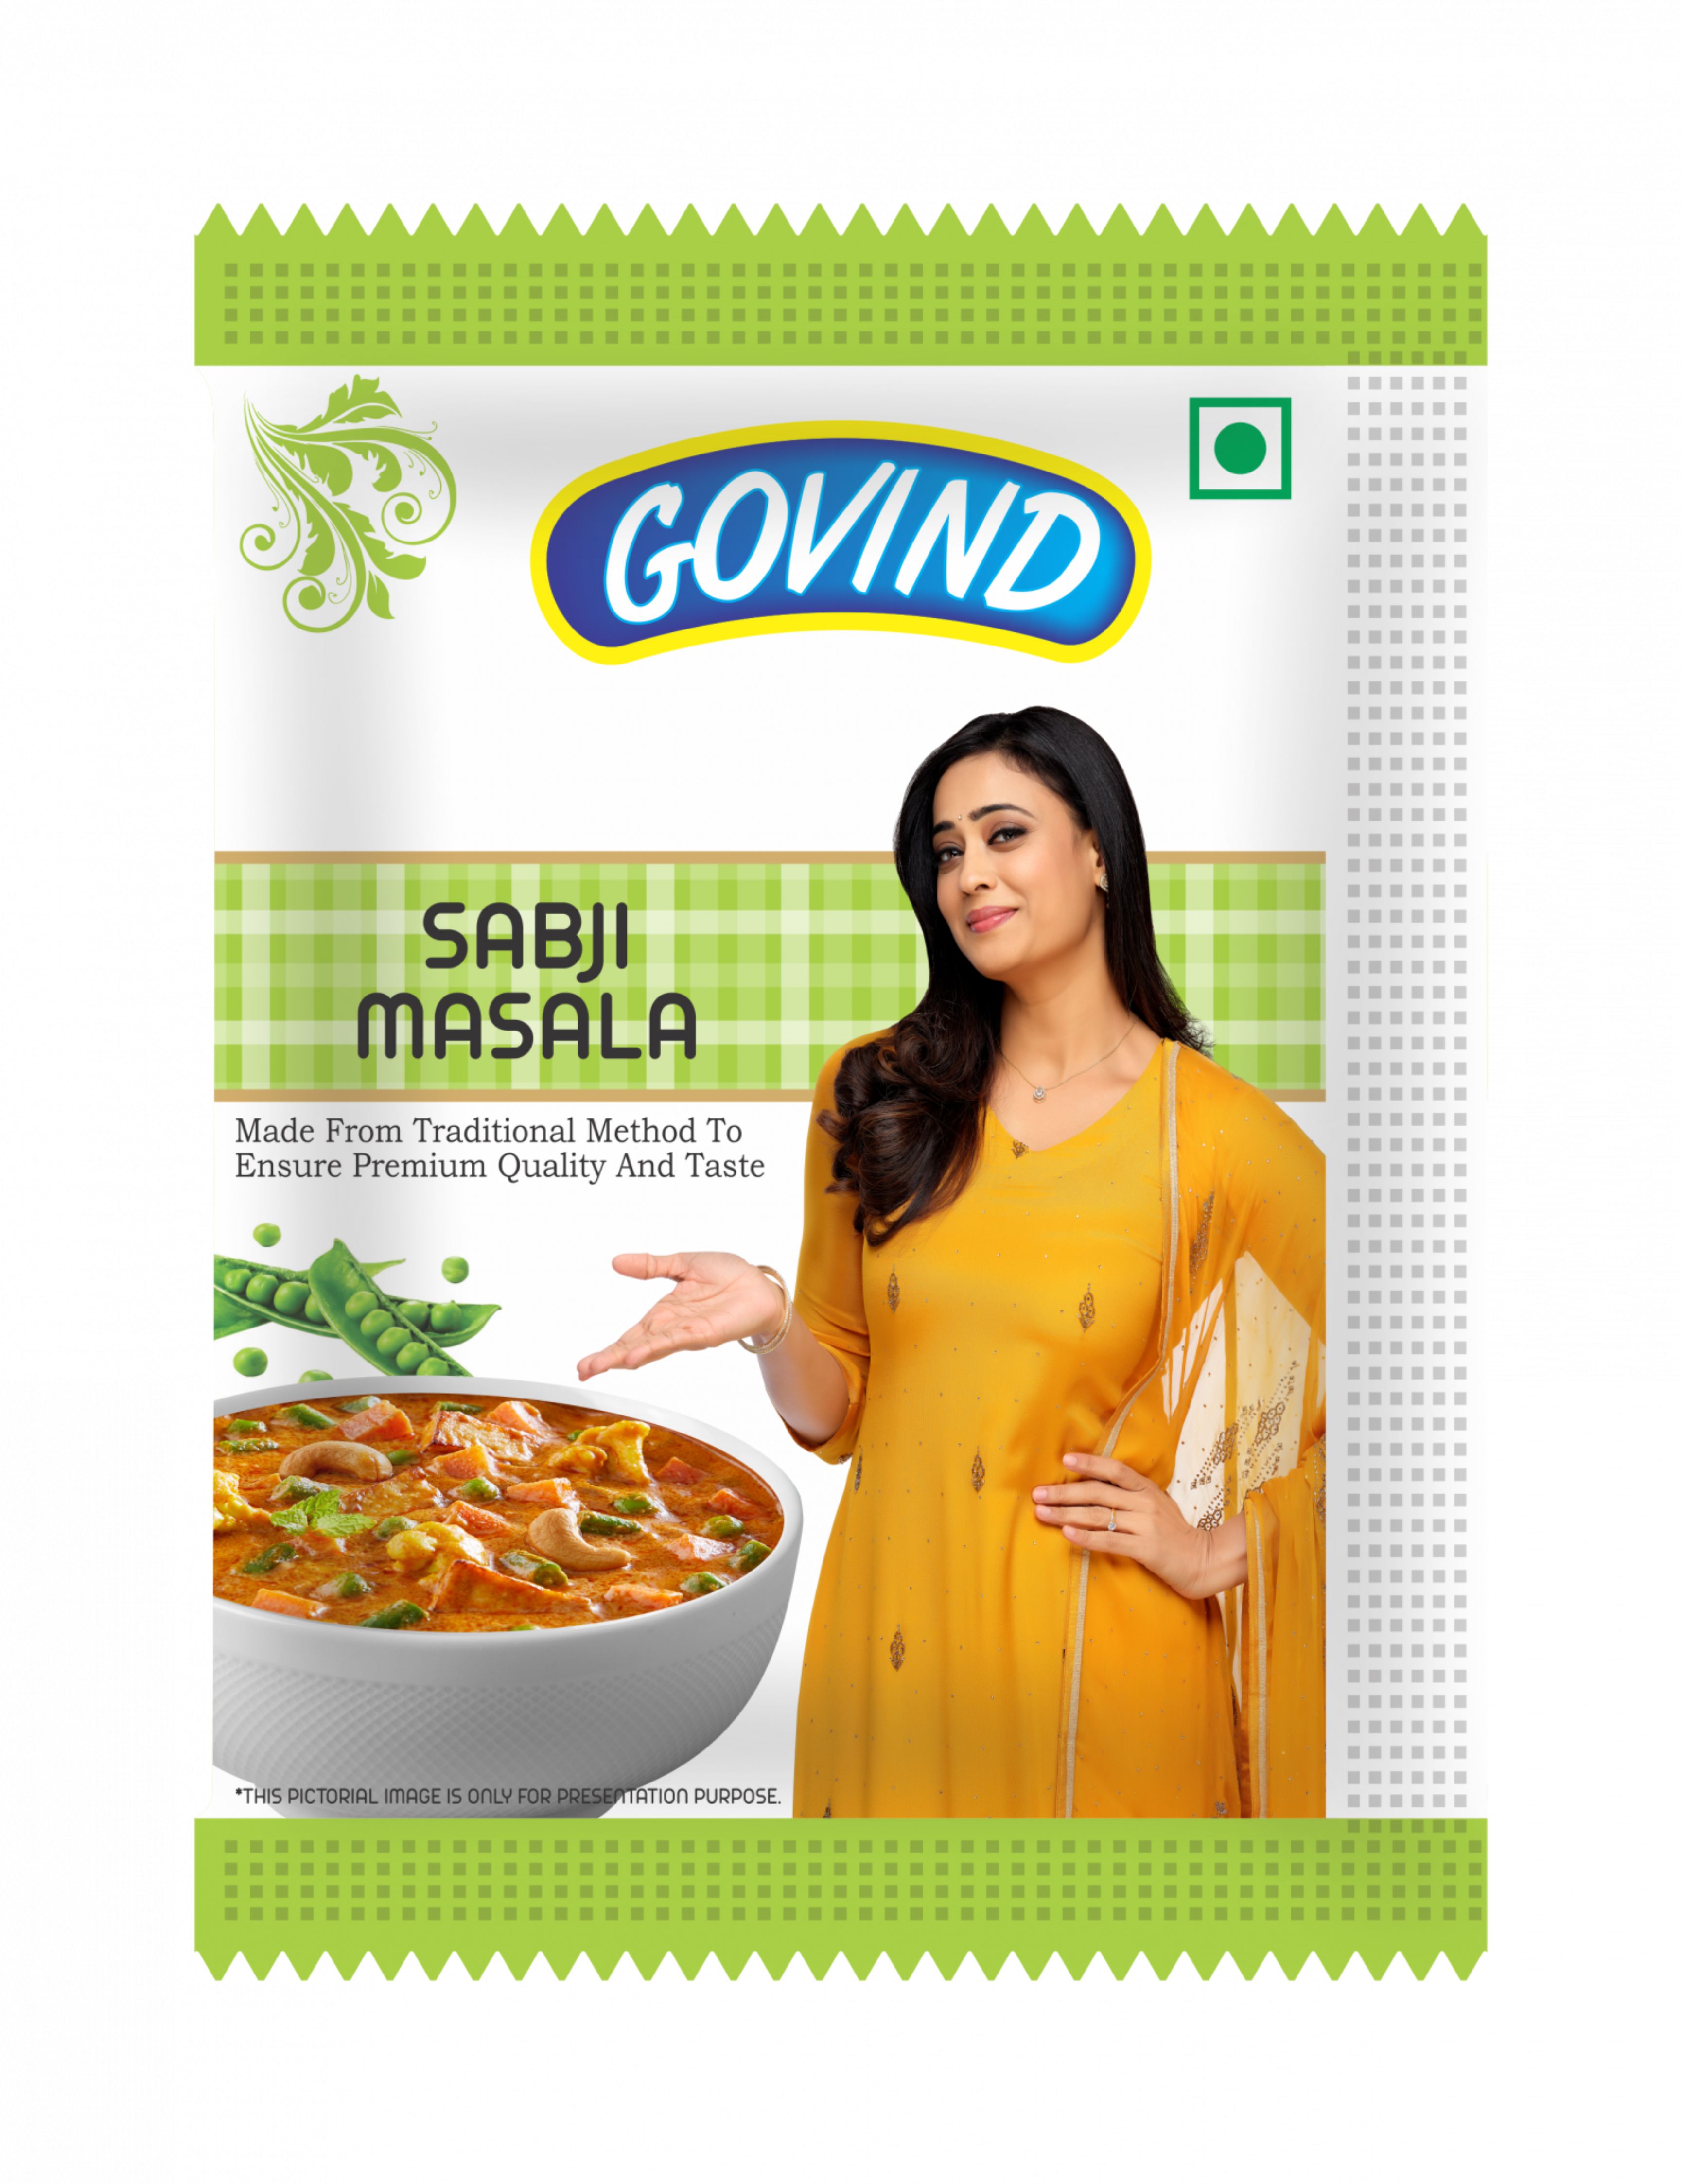 GOVIND
SABJI
MASALA
Made From Traditional Method To
Ensure Premium Quality And Taste
*THIS PICTORIAL IMAGE IS ONLY FOR PRESENTATION PURPOSE.